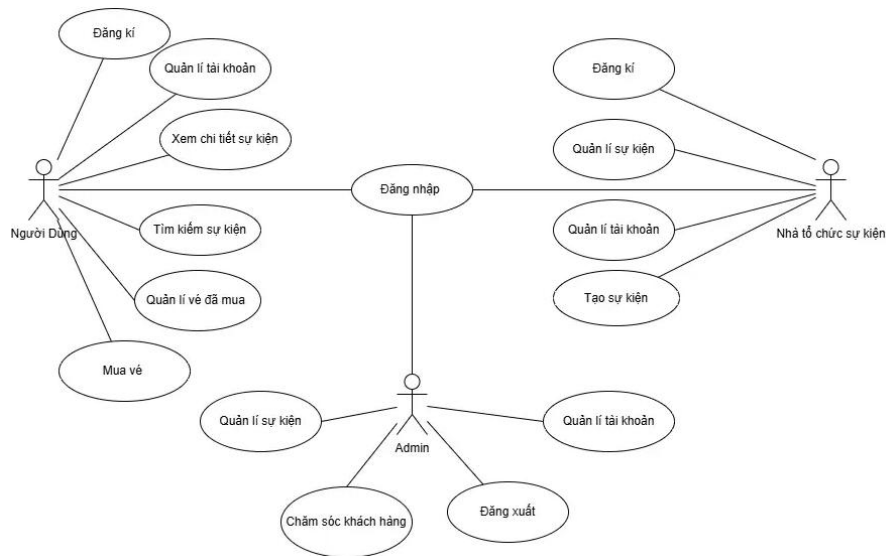 Đăng kí
Quản lí tài khoản
Đăng kí
Xem chi tiết sự kiện
Quản lí sự kiện
Đăng nhập
Người Dùng
Tìm kiếm sự kiện
Quản lí tài khoản
Nhà tổ chức sự kiện
Quản lí vé đã mua
Tạo sự kiện
Mua vé
Quản lí sự kiện
Quản lí tài khoản
Admin
Chăm sóc khách hàng
Đăng xuất